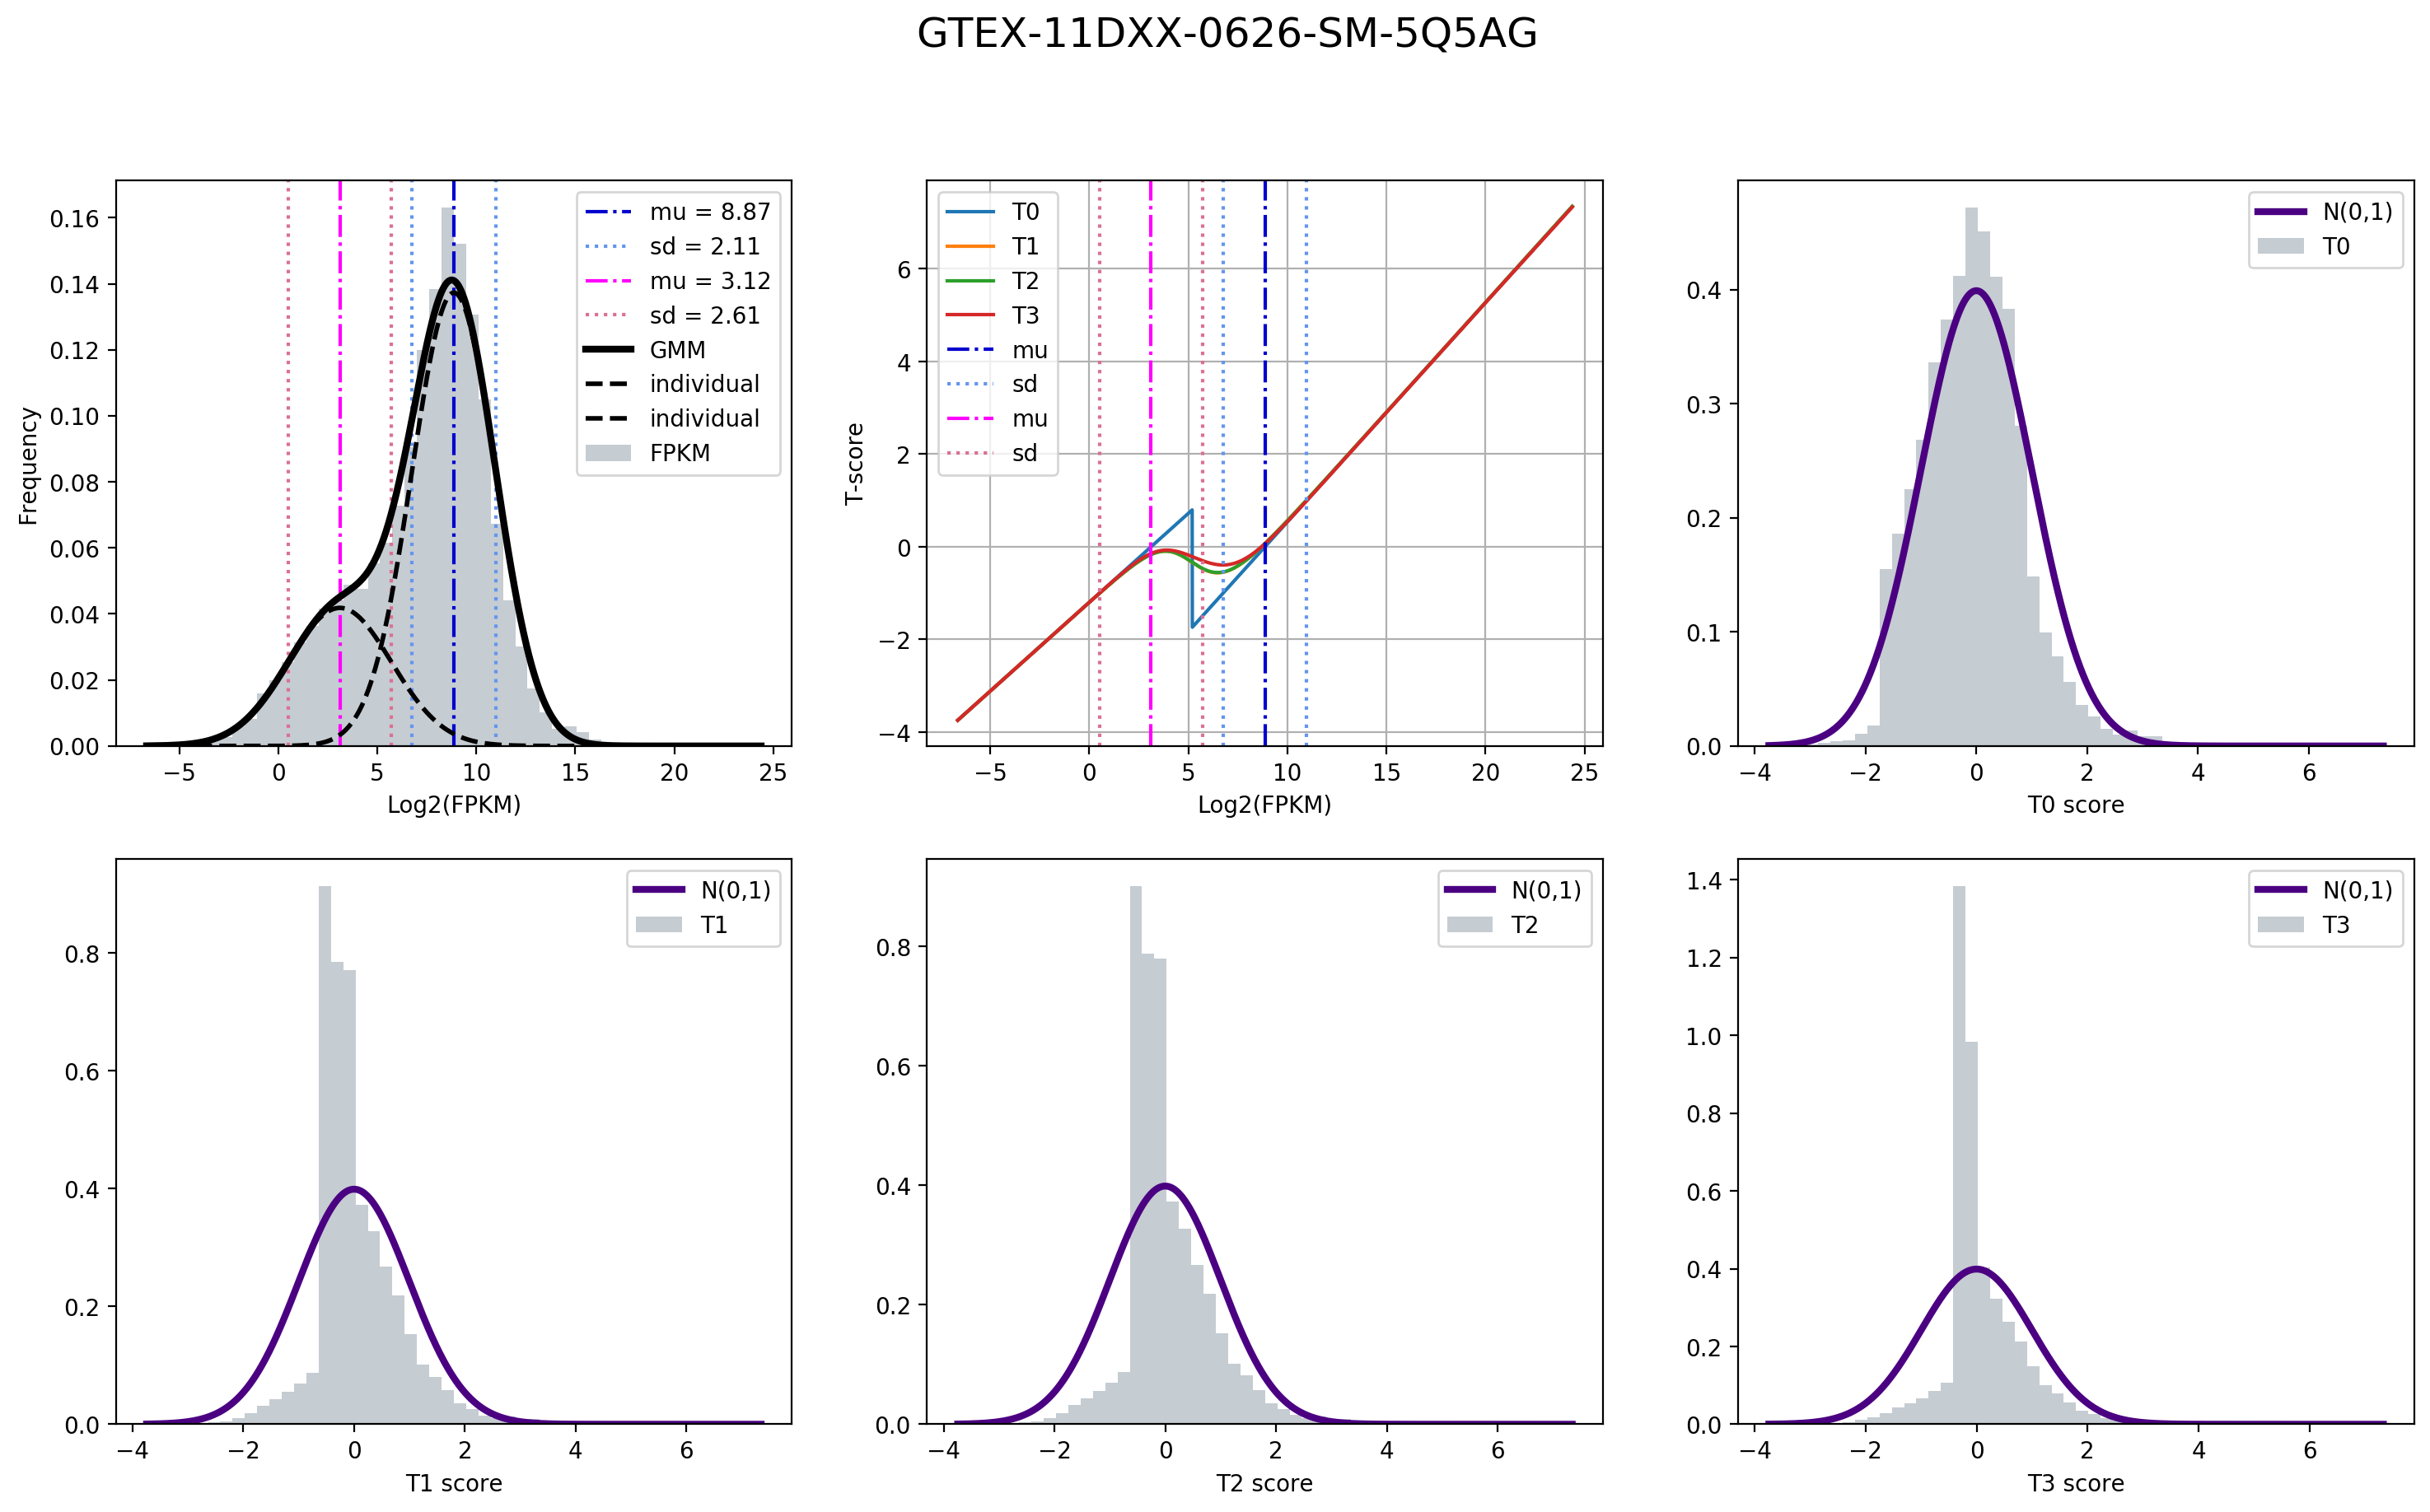 GTEX-11DXX-0626-SM-5Q5AG
Frequency
0.16
0.14
0.12
0.10
0.08
0.06
0.04
0.02
0.00
−5 0 5 10 15 20 25
Log2(FPKM)
mu = 8.87
sd = 2.11
mu = 3.12
sd = 2.61
GMM
individual
individual
FPKM
T-score
6
4
2
0
−2
−4
−5 0 5 10 15 20 25
Log2(FPKM)
T0
T1
T2
T3
mu
sd
mu
sd
0.4
0.3
0.2
0.1
0.0
−4 −2 0 2 4 6
T0 score
N(0,1)
T0
0.8
0.6
0.4
0.2
0.0
−4 −2 0 2 4 6
T1 score
N(0,1)
T1
0.8
0.6
0.4
0.2
0.0
−4 −2 0 2 4 6
T2 score
N(0,1)
T2
1.4
1.2
1.0
0.8
0.6
0.4
0.2
0.0
−4 −2 0 2 4 6
T3 score
N(0,1)
T3